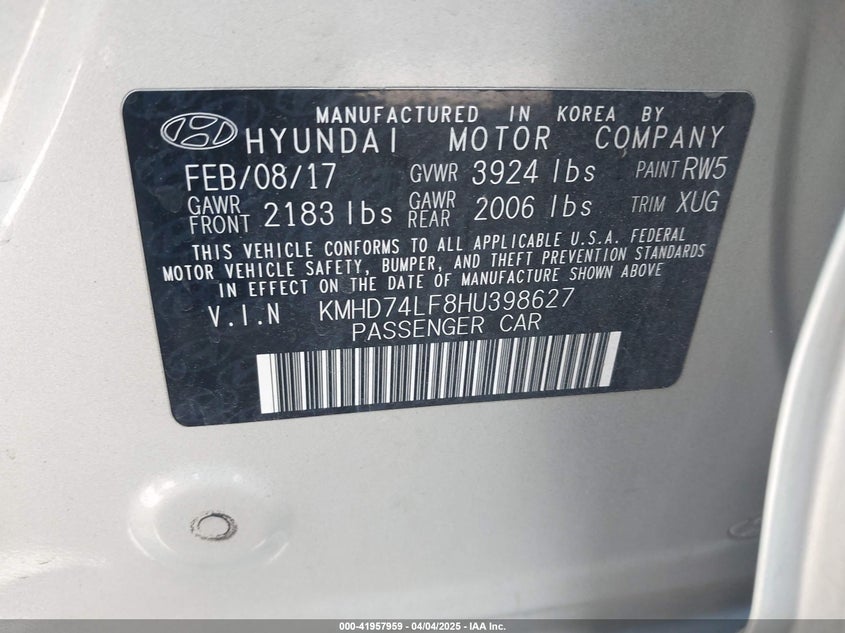 MANUFACTURED IN KOREA BY
HYUNDAI MOTOR COMPANY
FEB/08/17 GVWR 3924 lbs PAINT RW5
GAWR FRONT 2183 lbs GAWR REAR 2006 lbs TRIM XUG
THIS VEHICLE CONFORMS TO ALL APPLICABLE U.S.A. FEDERAL
MOTOR VEHICLE SAFETY, BUMPER, AND THEFT PREVENTION STANDARDS
IN EFFECT ON THE DATE OF MANUFACTURE SHOWN ABOVE
V.I.N KMHD74LF8HU398627
PASSENGER CAR
000-41957959 | 04/04/2025 - IAA Inc.